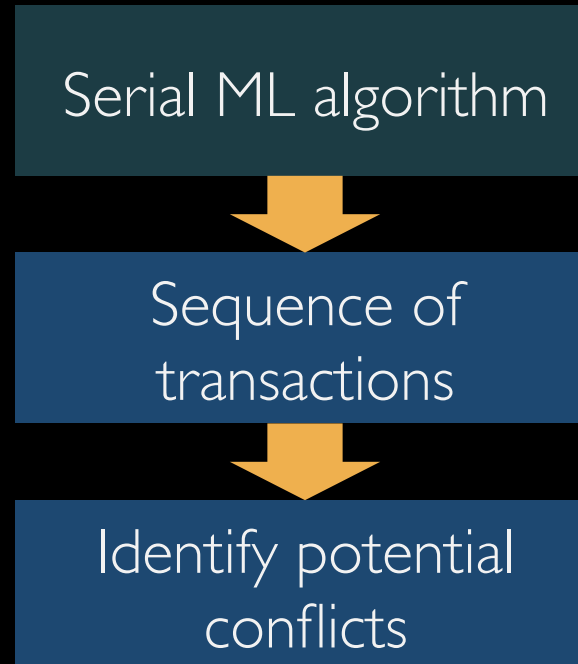 Serial ML algorithm
Sequence of
transactions
Identify potential
conflicts